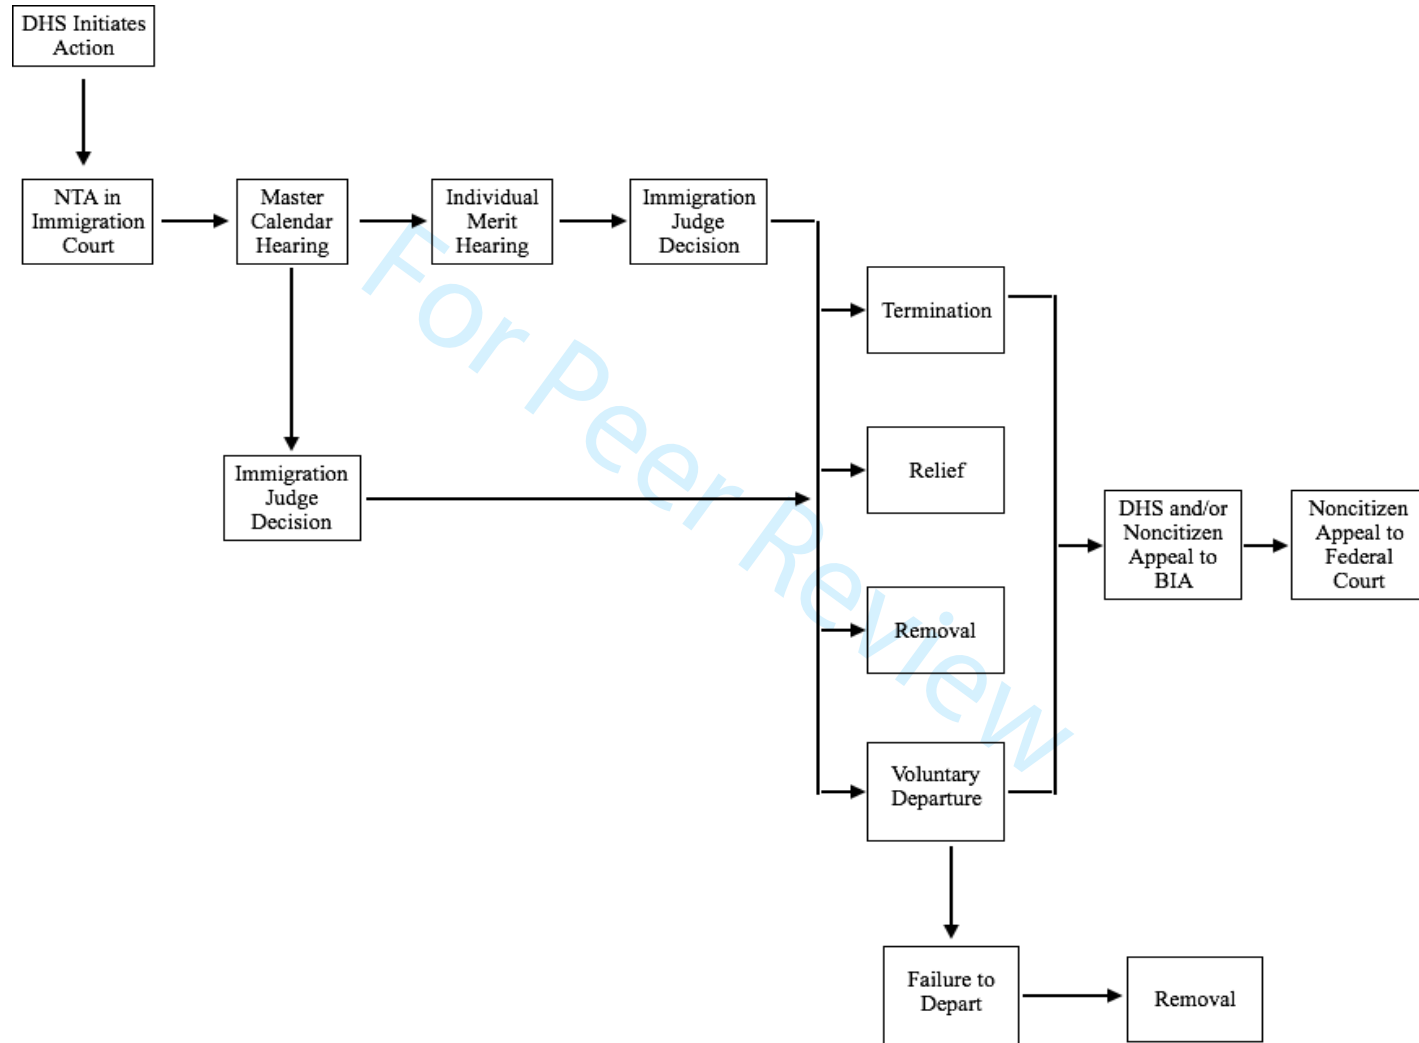 DHS Initiates
Action
NTA in
Immigration
Court
Master
Calendar
Hearing
Individual
Merit
Hearing
Immigration
Judge
Decision
Termination
Immigration
Judge
Decision
Relief
DHS and/or
Noncitizen
Appeal to
BIA
Noncitizen
Appeal to
Federal
Court
Removal
Voluntary
Departure
Failure to
Depart
Removal
For Peer Review